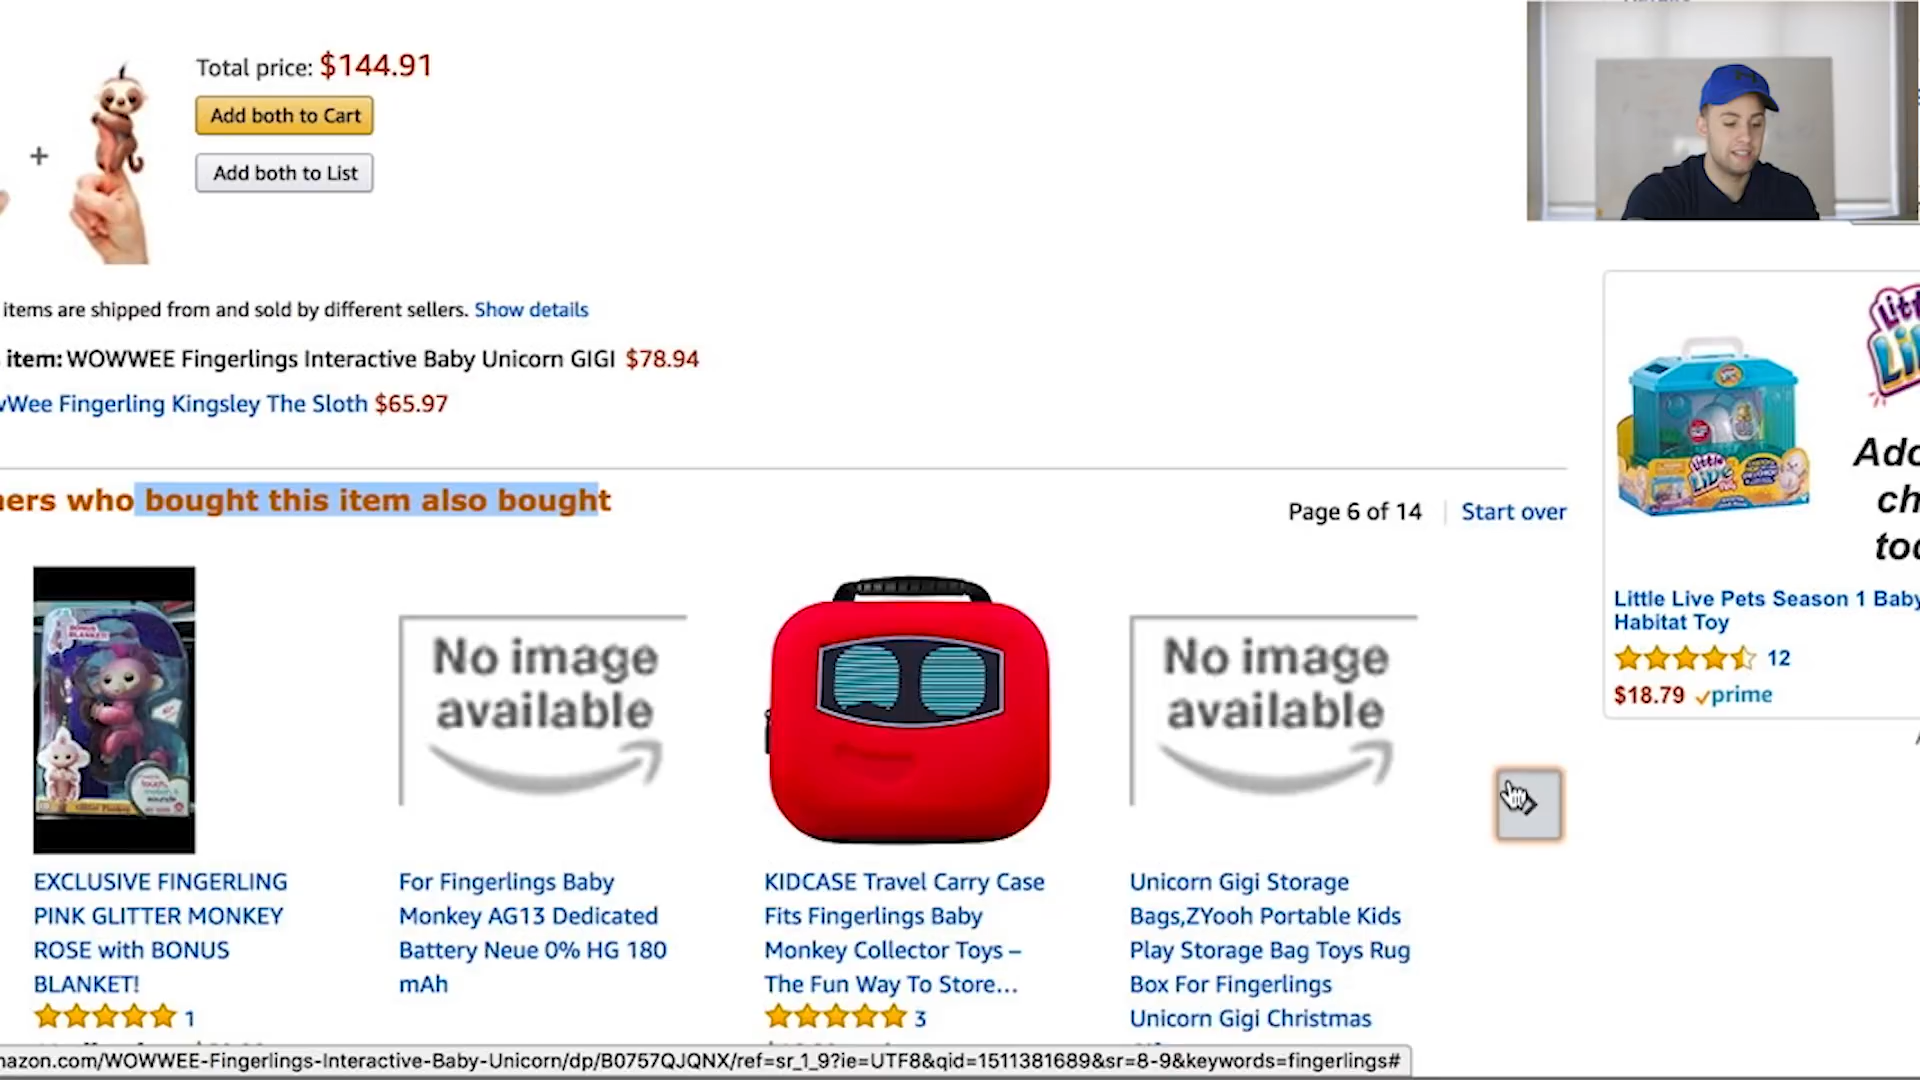 Total price: $144.91
Add both to Cart
+
Add both to List
items are shipped from and sold by different sellers. Show details
item: WOWWEE Fingerlings Interactive Baby Unicorn GIGI $78.94
Wee Fingerling Kingsley The Sloth $65.97
ers who bought this item also bought
Page 6 of 14
Start over
EXCLUSIVE FINGERLING
PINK GLITTER MONKEY
ROSE with BONUS
BLANKET!
1
No image
available
For Fingerlings Baby
Monkey AG13 Dedicated
Battery Neue 0% HG 180
mAh
KIDCASE Travel Carry Case
Fits Fingerlings Baby
Monkey Collector Toys –
The Fun Way To Store...
3
No image
available
Unicorn Gigi Storage
Bags,ZYooh Portable Kids
Play Storage Bag Toys Rug
Box For Fingerlings
Unicorn Gigi Christmas
Little Live Pets Season 1 Baby
Habitat Toy
12
$18.79 prime
azon.com/WOWWEE-Fingerlings-Interactive-Baby-Unicorn/dp/B0757QJQNX/ref=sr_1_9?ie=UTF8&qid=1511381689&sr=8-9&keywords=fingerlings#